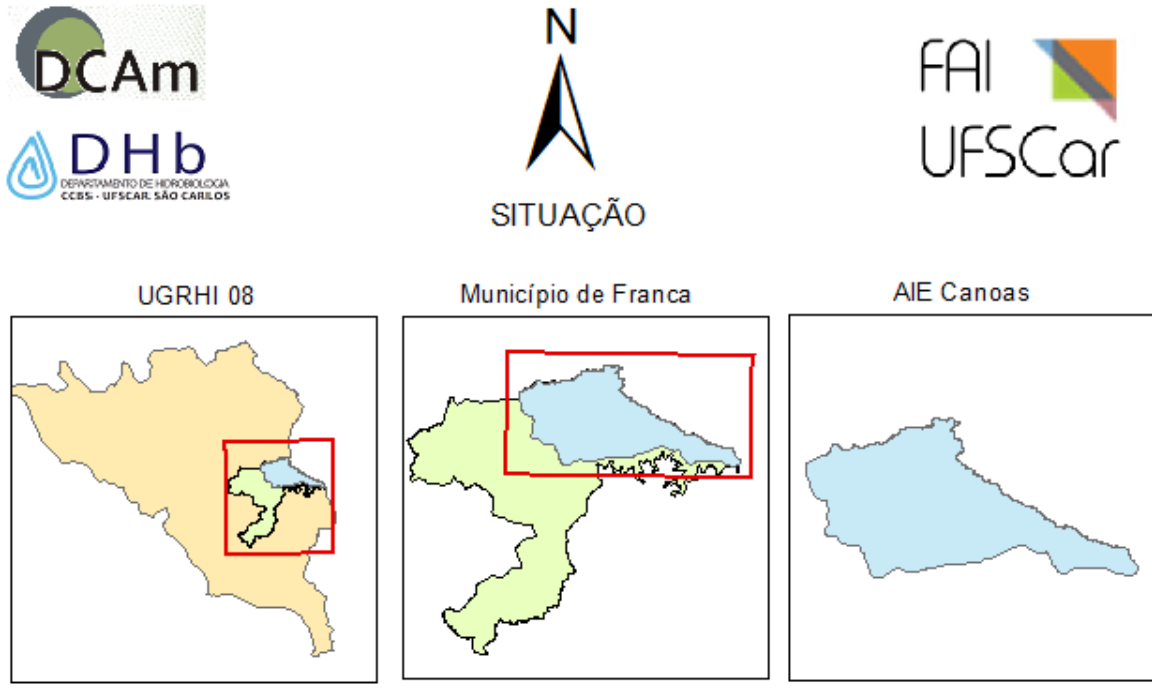 DCAm
DHb
DEPARTAMENTO DE HIDROBIOLOGIA
CCBS - UFSCAR. SÃO CARLOS
N
SITUAÇÃO
FAI
UFSCar
UGRHI 08
Município de Franca
AIE Canoas